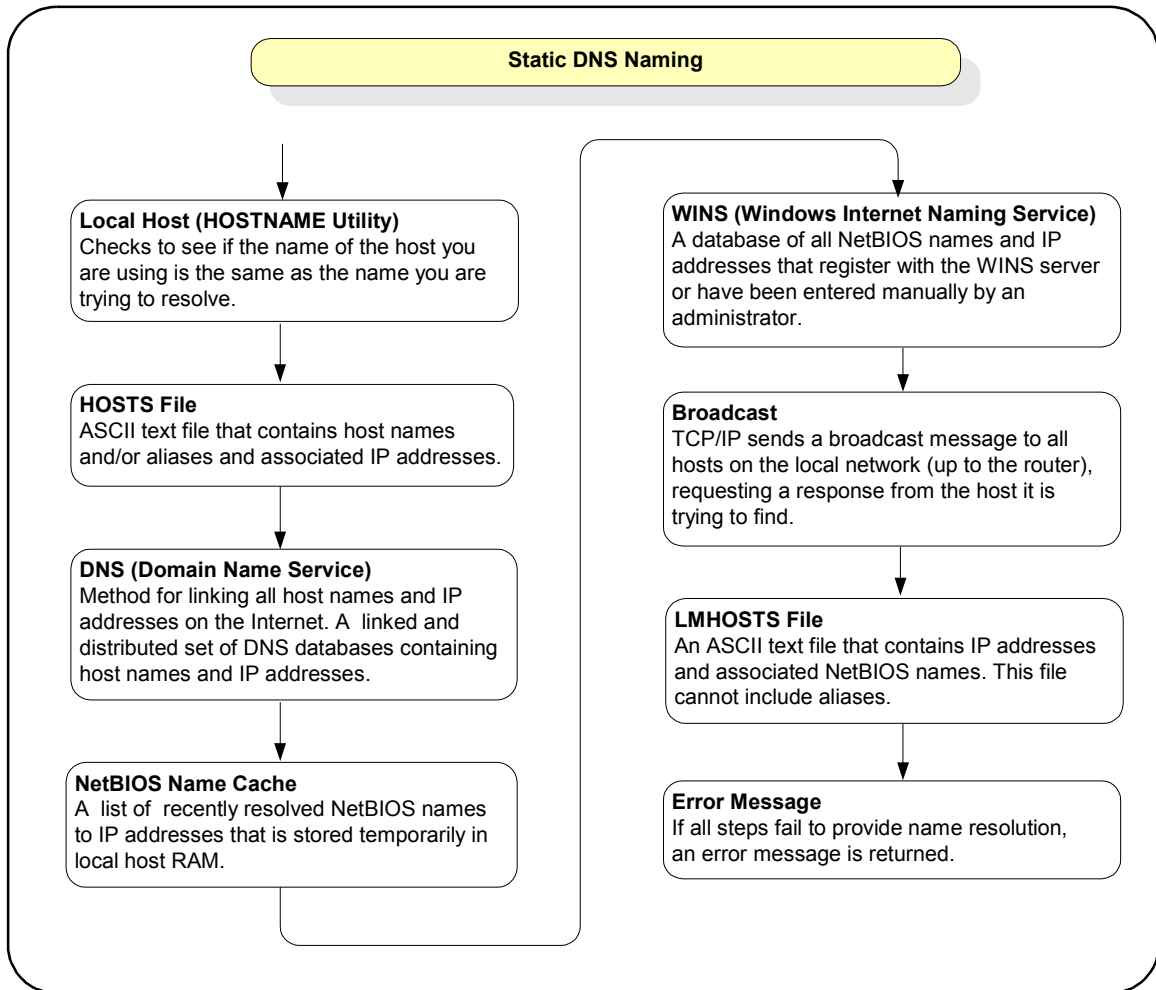 Static DNS Naming
Local Host (HOSTNAME Utility)
Checks to see if the name of the host you
are using is the same as the name you are
trying to resolve.
HOSTS File
ASCII text file that contains host names
and/or aliases and associated IP addresses.
DNS (Domain Name Service)
Method for linking all host names and IP
addresses on the Internet. A linked and
distributed set of DNS databases containing
host names and IP addresses.
NetBIOS Name Cache
A list of recently resolved NetBIOS names
to IP addresses that is stored temporarily in
local host RAM.
WINS (Windows Internet Naming Service)
A database of all NetBIOS names and IP
addresses that register with the WINS server
or have been entered manually by an
administrator.
Broadcast
TCP/IP sends a broadcast message to all
hosts on the local network (up to the router),
requesting a response from the host it is
trying to find.
LMHOSTS File
An ASCII text file that contains IP addresses
and associated NetBIOS names. This file
cannot include aliases.
Error Message
If all steps fail to provide name resolution,
an error message is returned.